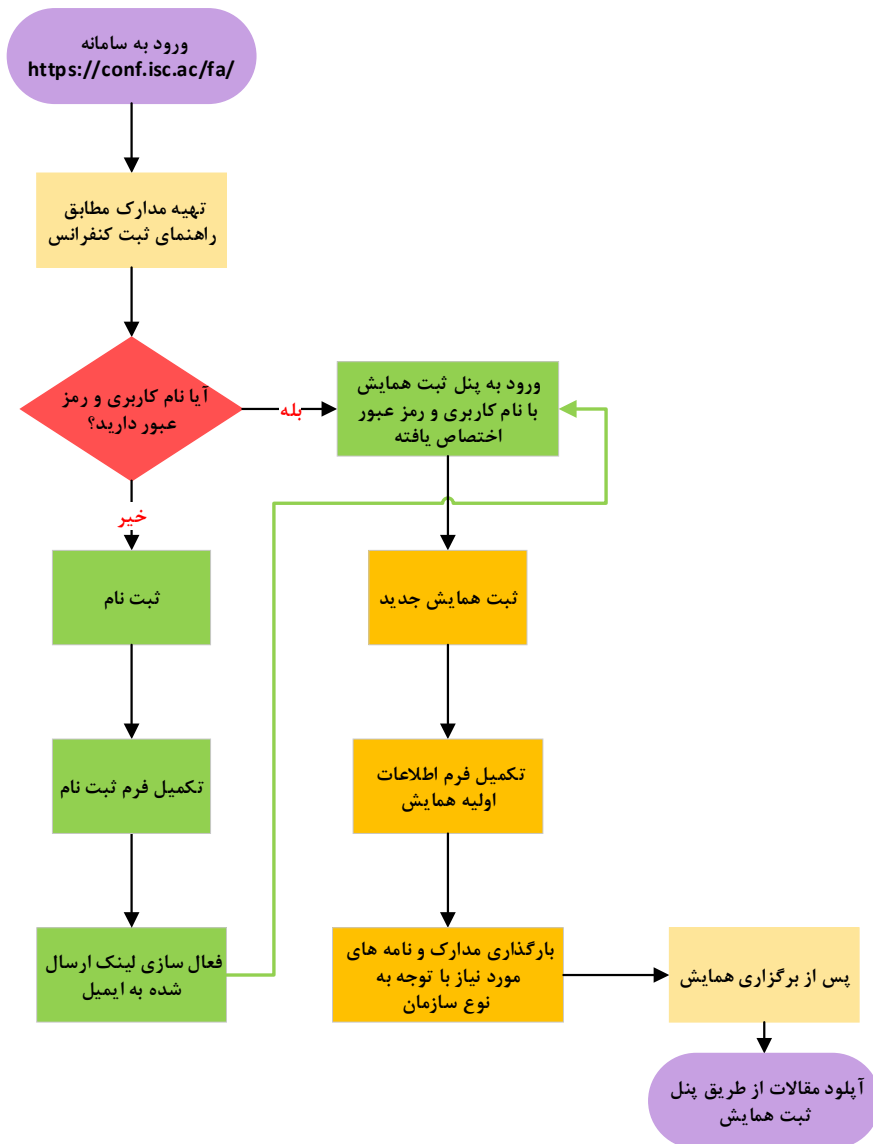 ورود به سامانه
https://conf.isc.ac/fa/
تهیه مدارک مطابق
راهنمای ثبت کنفرانس
آیا نام کاربری و رمز
عبور دارید؟
بله
ورود به پنل ثبت همایش
با نام کاربری و رمز عبور
اختصاص یافته
خیر
ثبت نام
تکمیل فرم ثبت نام
فعال سازی لینک ارسال
شده به ایمیل
ثبت همایش جدید
تکمیل فرم اطلاعات
اولیه همایش
بارگذاری مدارک و نامه های
مورد نیاز با توجه به
نوع سازمان
پس از برگزاری همایش
آپلود مقالات از طریق پنل
ثبت همایش